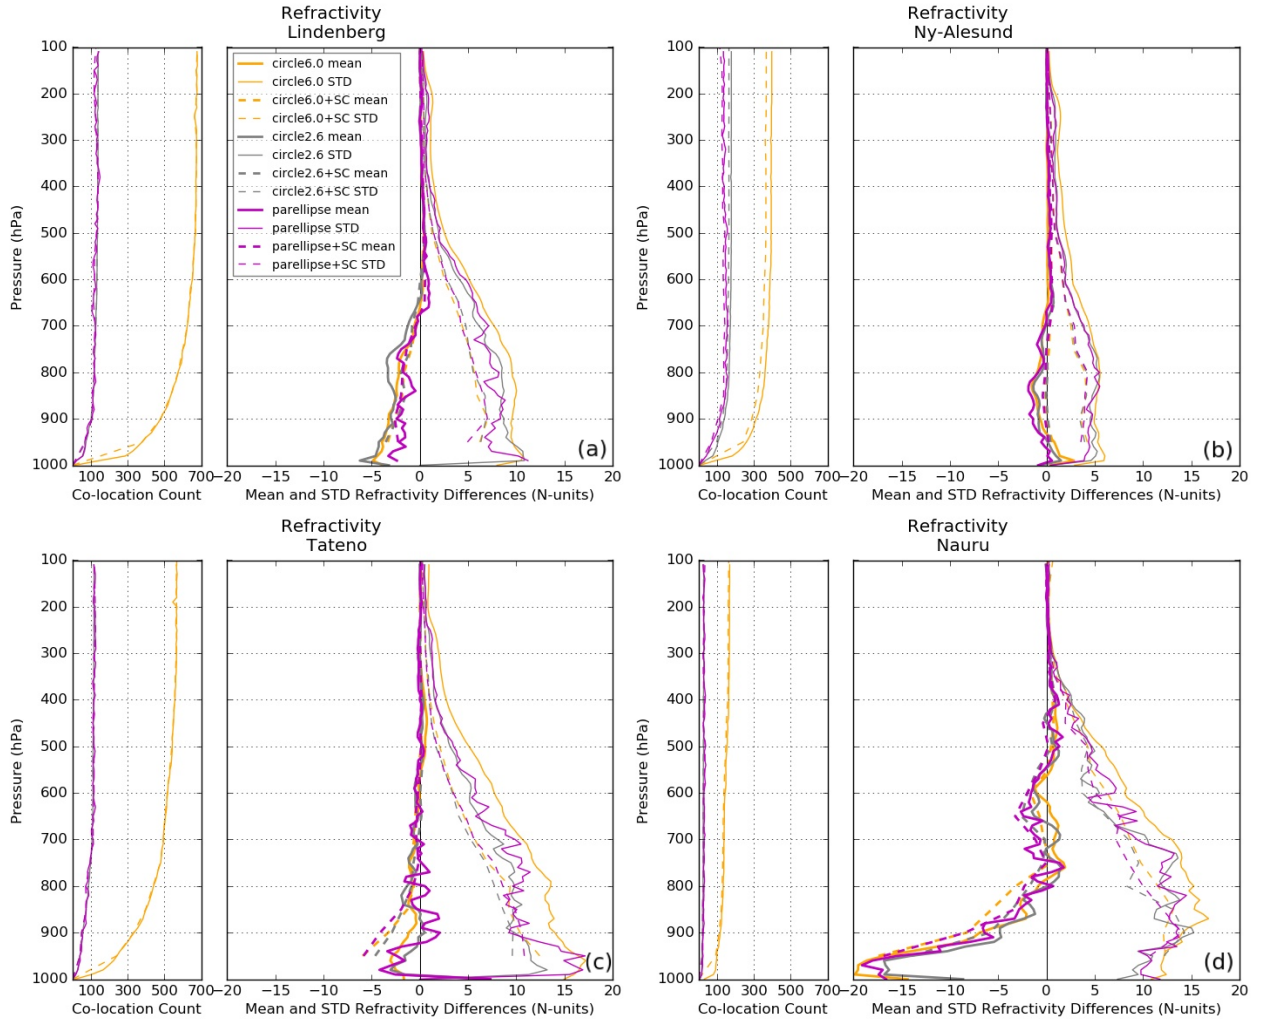 Refractivity
Lindenberg
100
200
300
400
500
600
700
800
900
1000
Pressure (hPa)
100 300 500 700
Co-location Count
circle6.0 mean
circle6.0 STD
circle6.0+SC mean
circle6.0+SC STD
circle2.6 mean
circle2.6 STD
circle2.6+SC mean
circle2.6+SC STD
parellipse mean
parellipse STD
parellipse+SC mean
parellipse+SC STD
(a)
−20 −15 −10 −5 0 5 10 15 20
Mean and STD Refractivity Differences (N-units)
Refractivity
Ny-Alesund
100
200
300
400
500
600
700
800
900
1000
Pressure (hPa)
100 300 500 700
Co-location Count
(b)
−20 −15 −10 −5 0 5 10 15 20
Mean and STD Refractivity Differences (N-units)
Refractivity
Tateno
100
200
300
400
500
600
700
800
900
1000
Pressure (hPa)
100 300 500 700
Co-location Count
(c)
−20 −15 −10 −5 0 5 10 15 20
Mean and STD Refractivity Differences (N-units)
Refractivity
Nauru
100
200
300
400
500
600
700
800
900
1000
Pressure (hPa)
100 300 500 700
Co-location Count
(d)
−20 −15 −10 −5 0 5 10 15 20
Mean and STD Refractivity Differences (N-units)